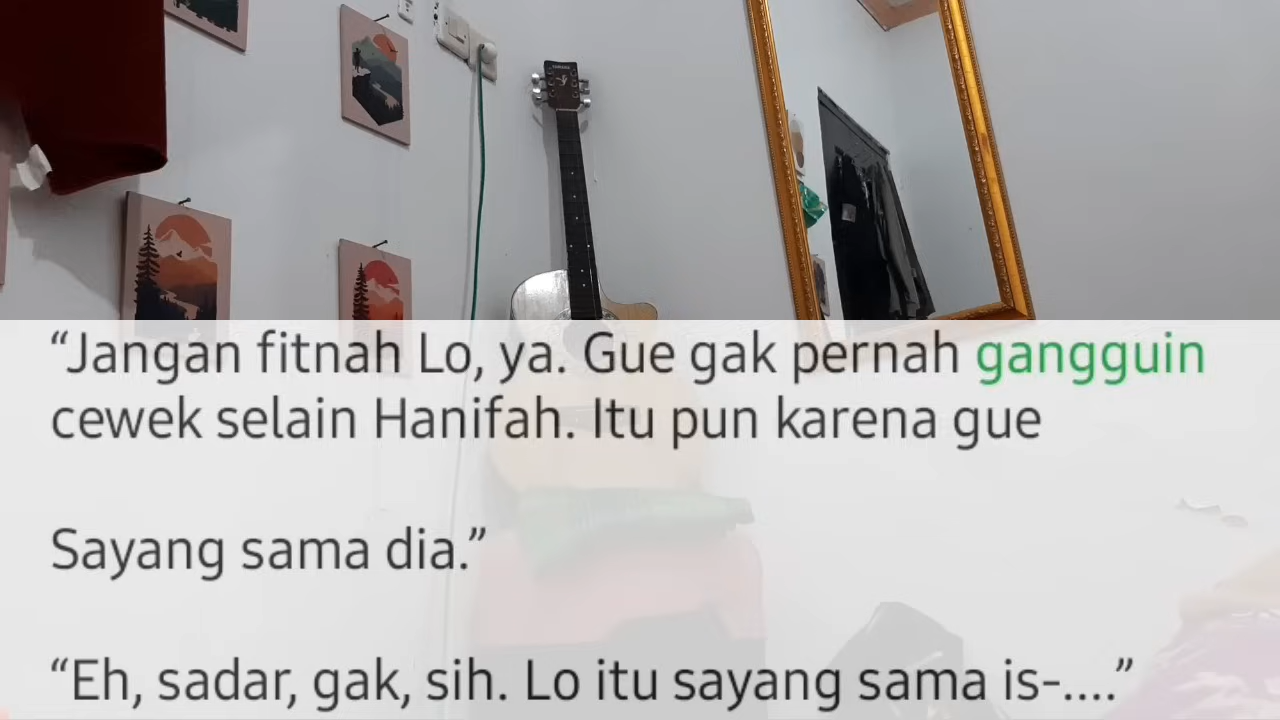 “Jangan fitnah Lo, ya. Gue gak pernah gangguin
cewek selain Hanifah. Itu pun karena gue
Sayang sama dia.”
“Eh, sadar, gak, sih. Lo itu sayang sama is-....”